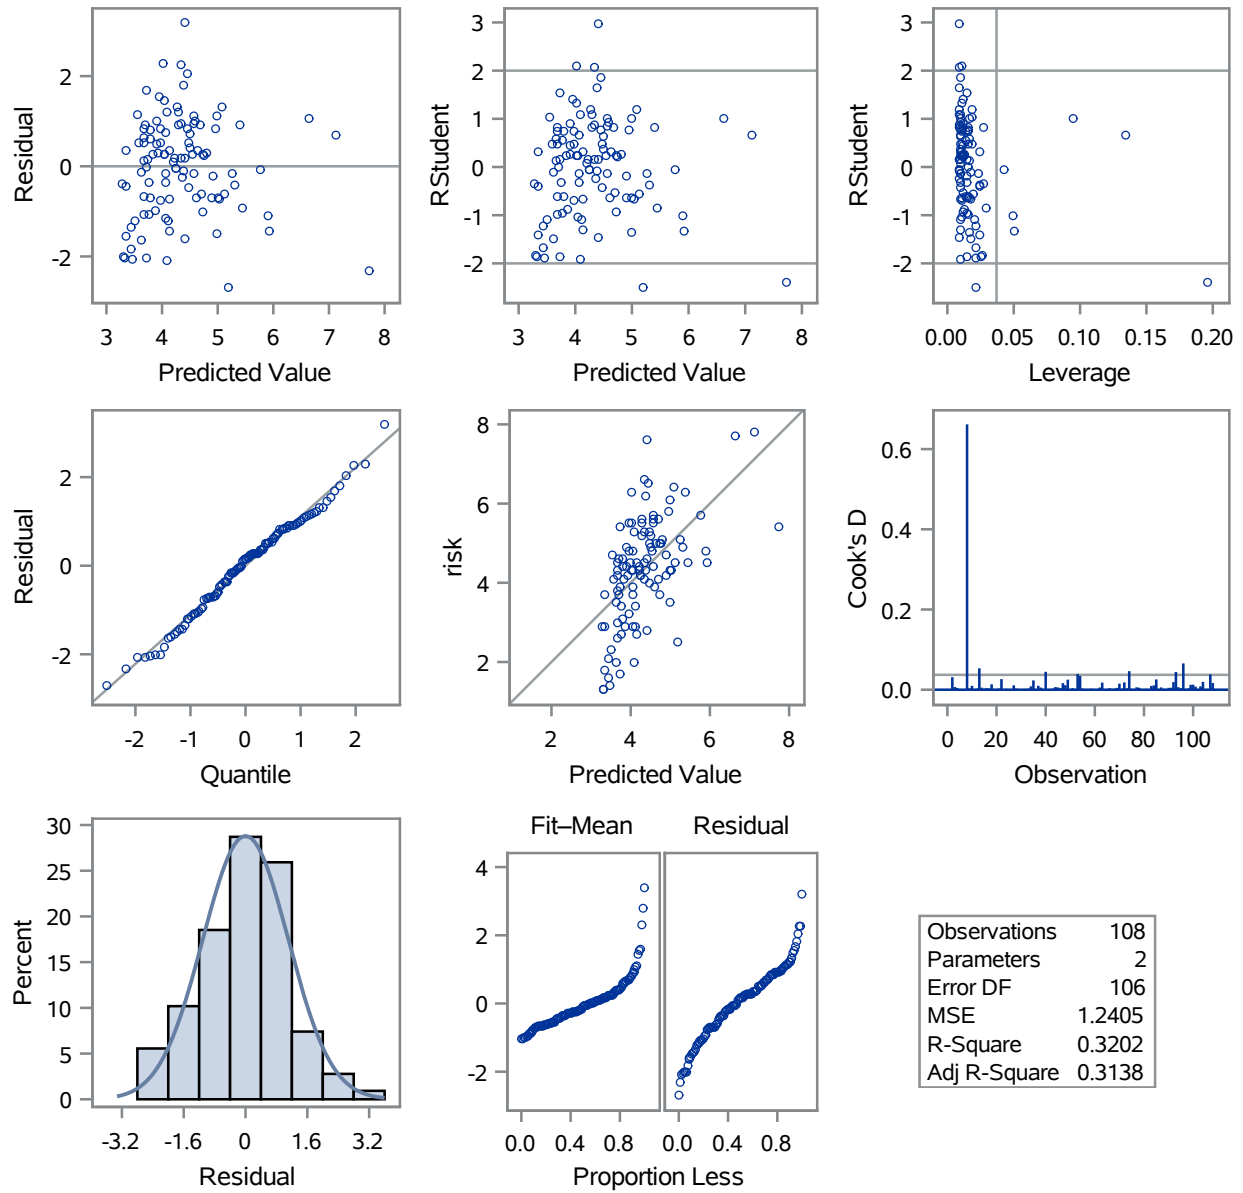 2
0
-2
Residual
3 4 5 6 7 8
Predicted Value
3
2
1
0
-1
-2
RStudent
3 4 5 6 7 8
Predicted Value
3
2
1
0
-1
-2
RStudent
0.00 0.05 0.10 0.15 0.20
Leverage
2
0
-2
Residual
-2 -1 0 1 2
Quantile
8
6
4
2
risk
2 4 6 8
Predicted Value
0.6
0.4
0.2
0.0
Cook's D
0 20 40 60 80 100
Observation
30
25
20
15
10
5
0
Percent
-3.2 -1.6 0 1.6 3.2
Residual
Fit–Mean Residual
4
2
0
-2
0.0 0.4 0.8 0.0 0.4 0.8
Proportion Less
Observations 108
Parameters 2
Error DF 106
MSE 1.2405
R-Square 0.3202
Adj R-Square 0.3138